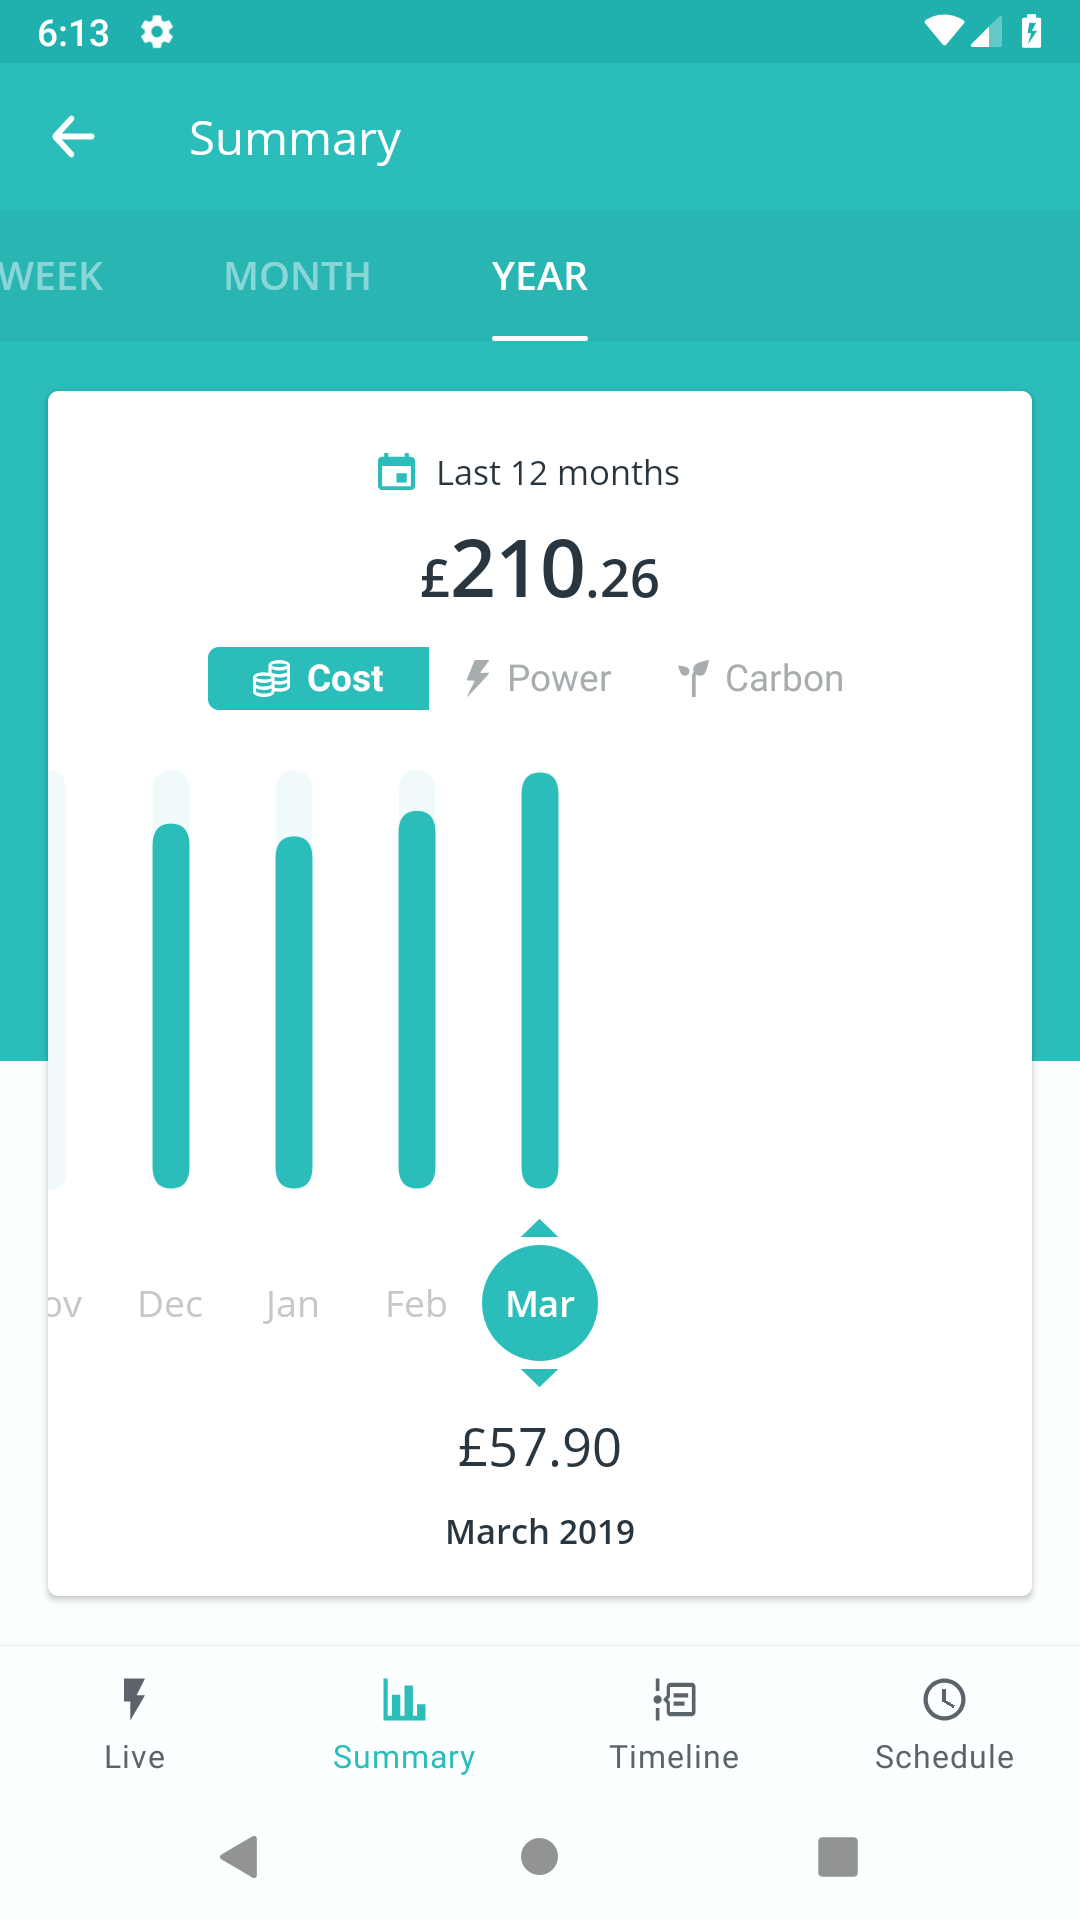 6:13
Summary
WEEK MONTH YEAR
Last 12 months
£210.26
Cost Power Carbon
ov Dec Jan Feb Mar
£57.90
March 2019
Live Summary Timeline Schedule